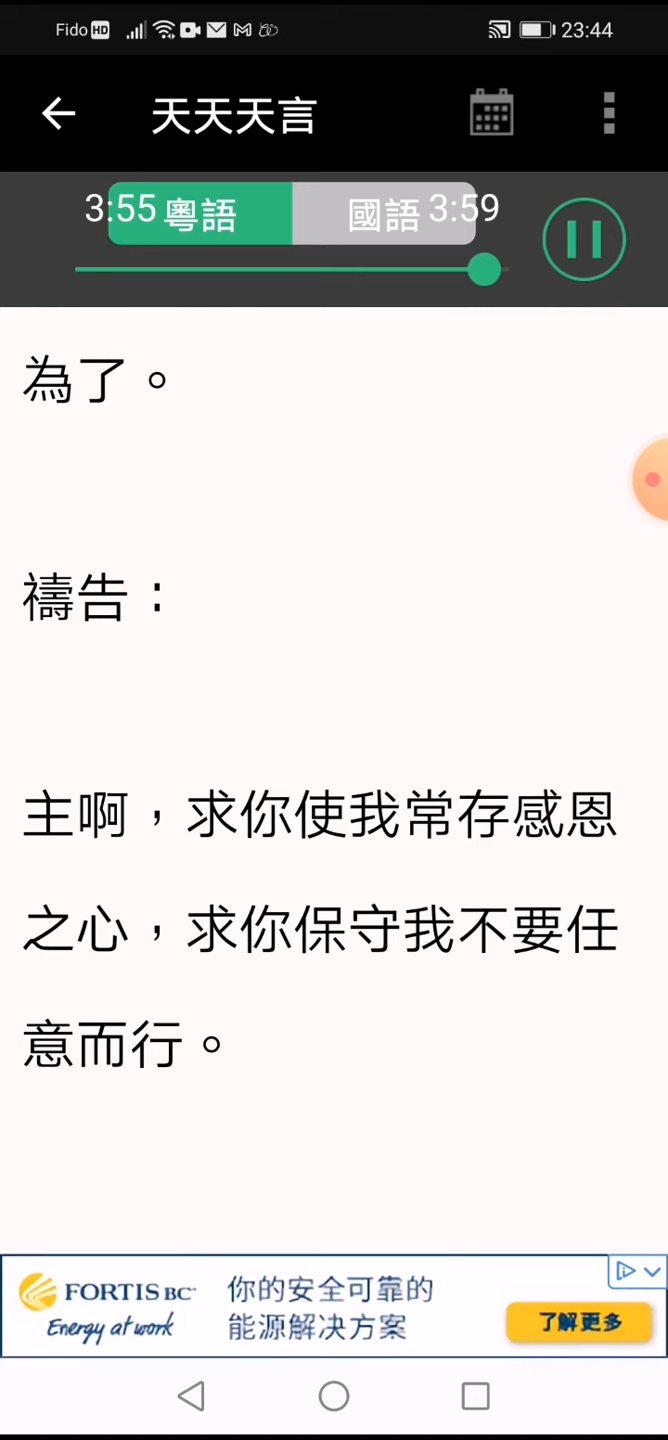 Fido HD 23:44
天天天言
3:55 粵語 國語 3:59
為了。
禱告：
主啊，求你使我常存感恩
之心，求你保守我不要任
意而行。
FORTIS BC
Energy at work
你的安全可靠的
能源解决方案
了解更多